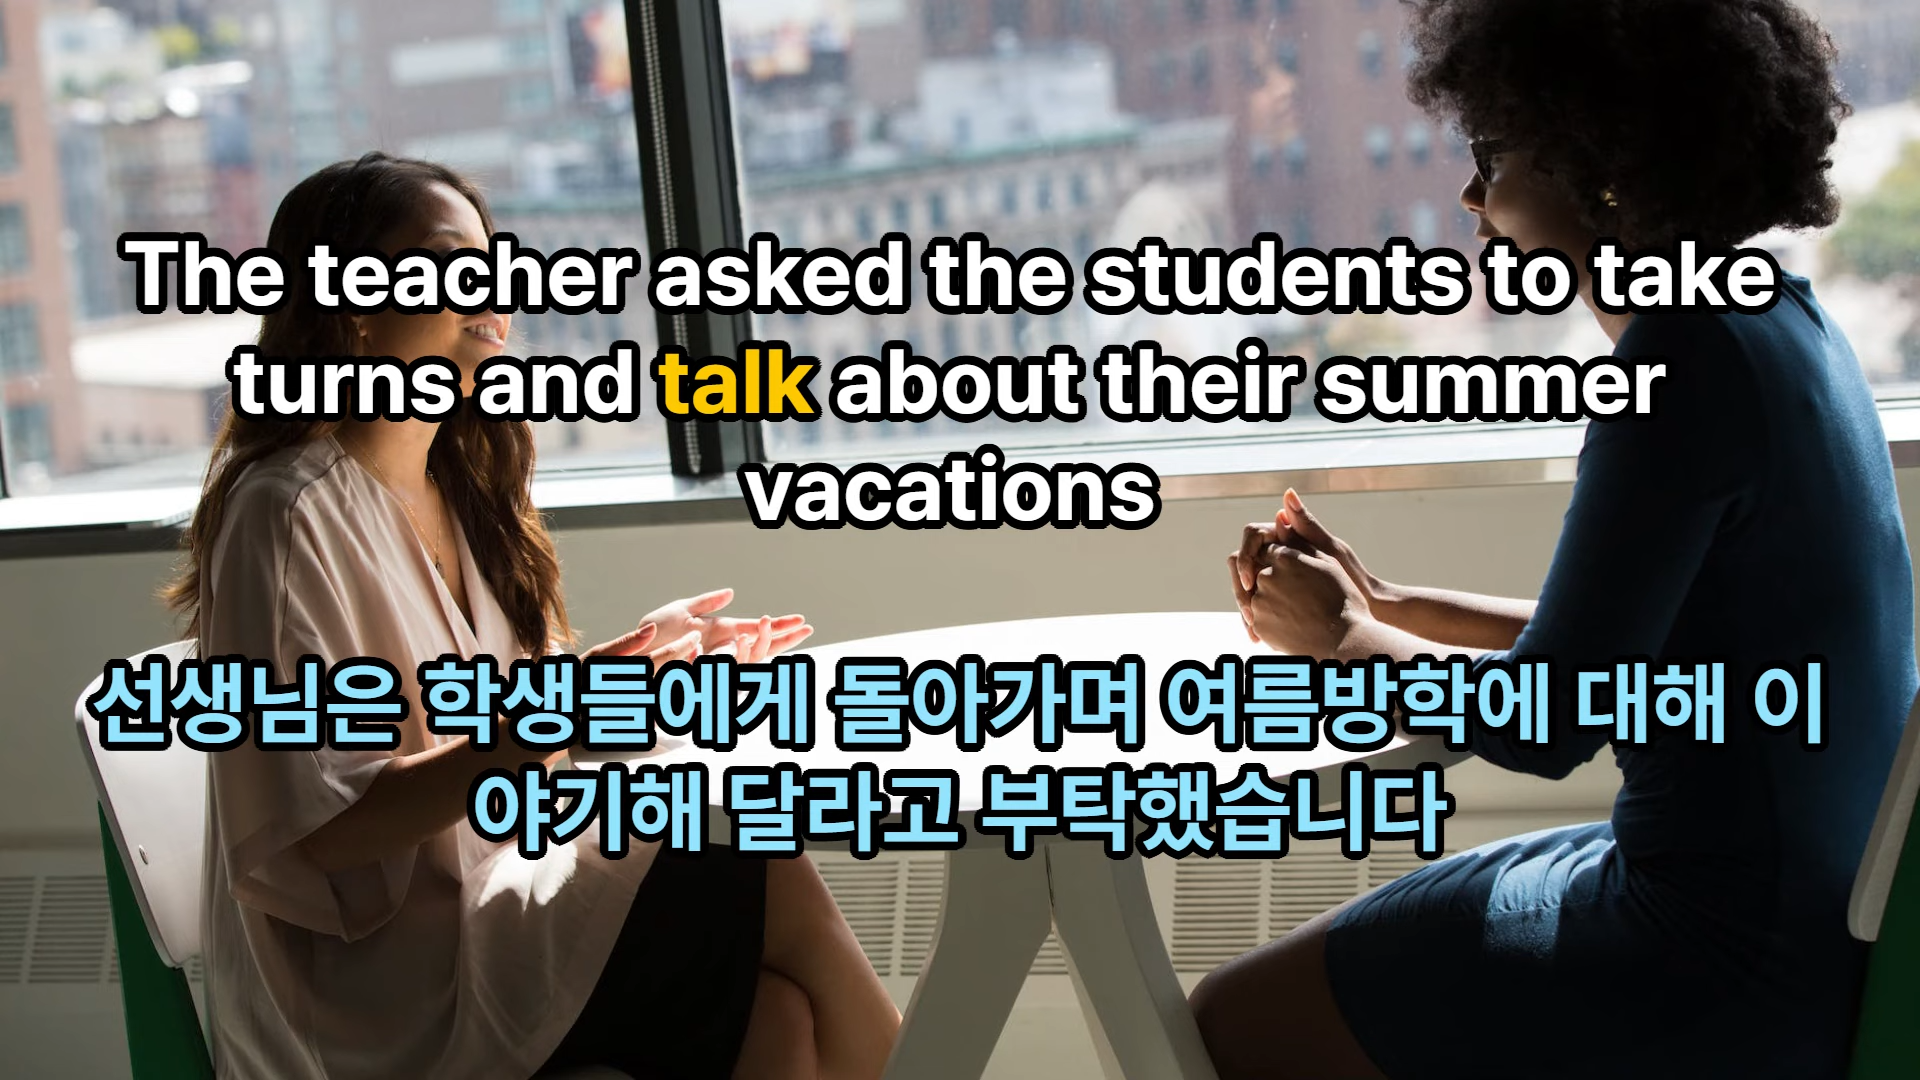 The teacher asked the students to take
turns and talk about their summer
vacations
선생님은 학생들에게 돌아가며 여름방학에 대해 이
야기해 달라고 부탁했습니다